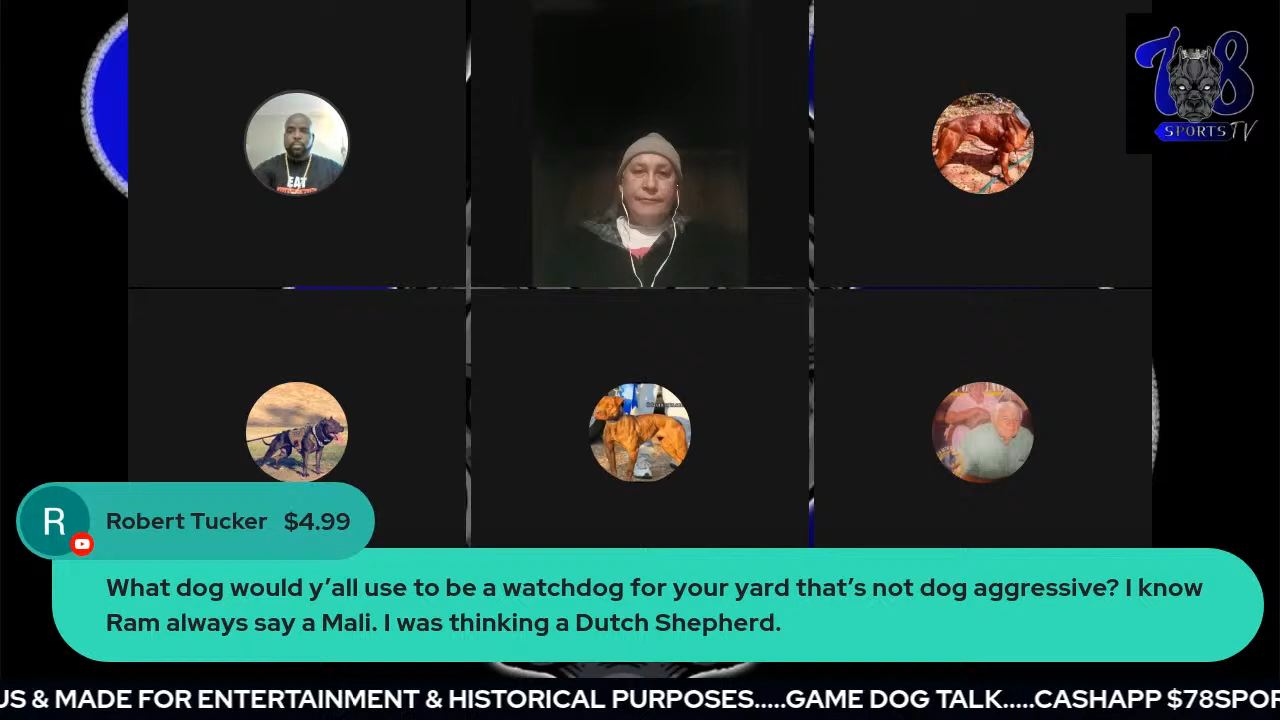 78
SPORTS TV
EAT
R
Robert Tucker $4.99
What dog would y’all use to be a watchdog for your yard that’s not dog aggressive? I know
Ram always say a Mali. I was thinking a Dutch Shepherd.
US & MADE FOR ENTERTAINMENT & HISTORICAL PURPOSES.....GAME DOG TALK.....CASHAPP $78SPOR